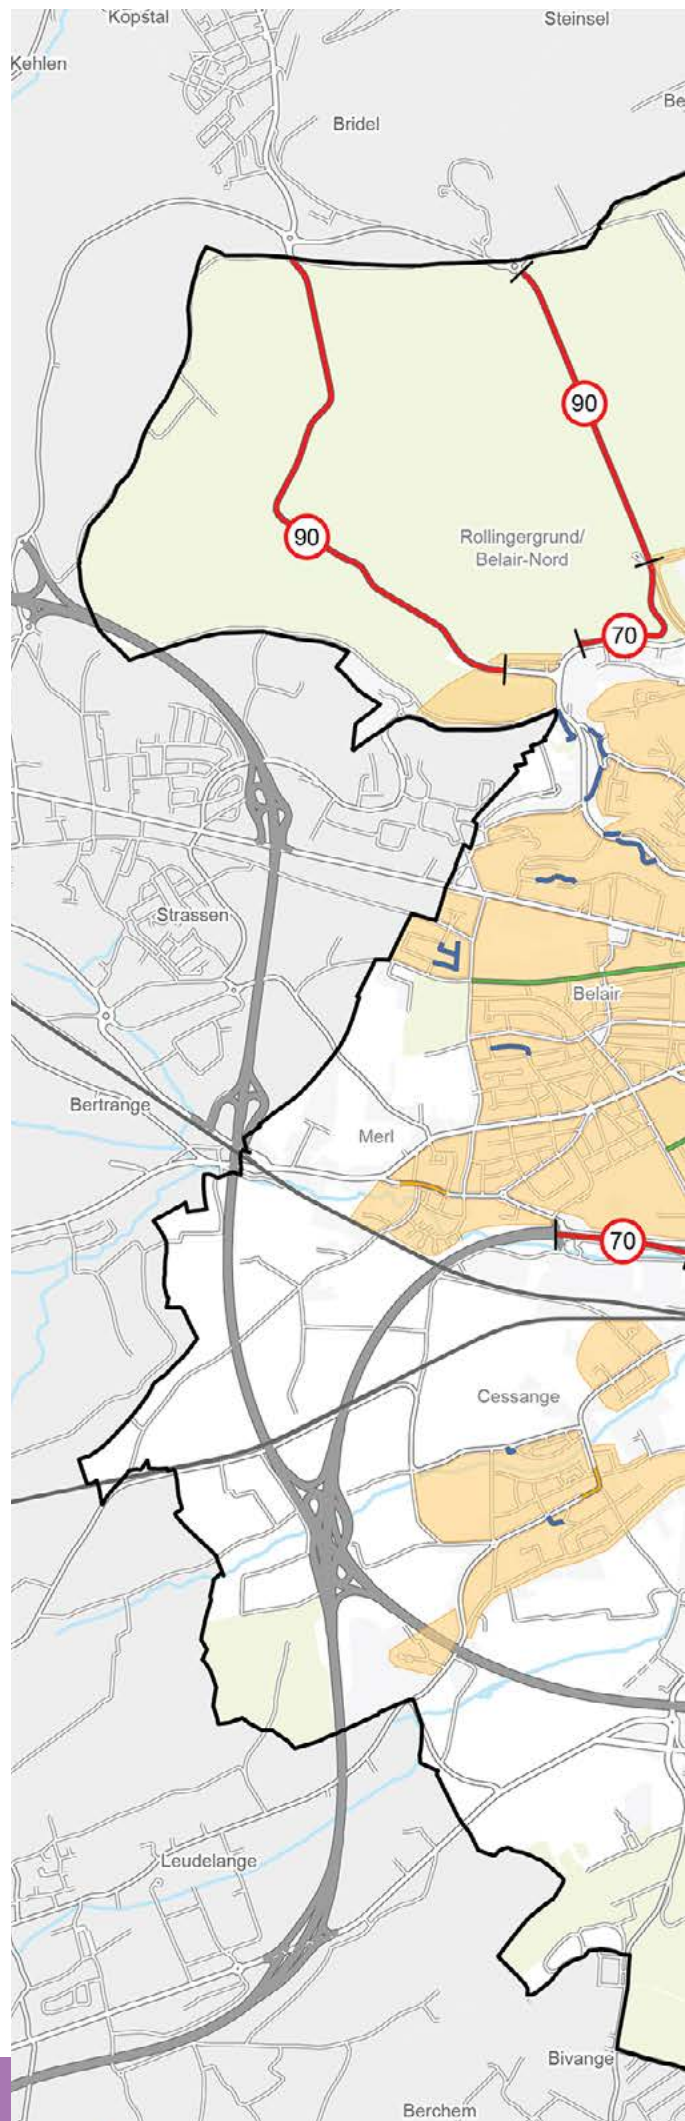 Kopstal
Steinsel
Kehlen
Be
Bridel
90
90
Rollingergrund/
Belair-Nord
70
Strassen
Belair
Bertrange
Merl
70
Cessange
Leudelange
Bivange
Berchem